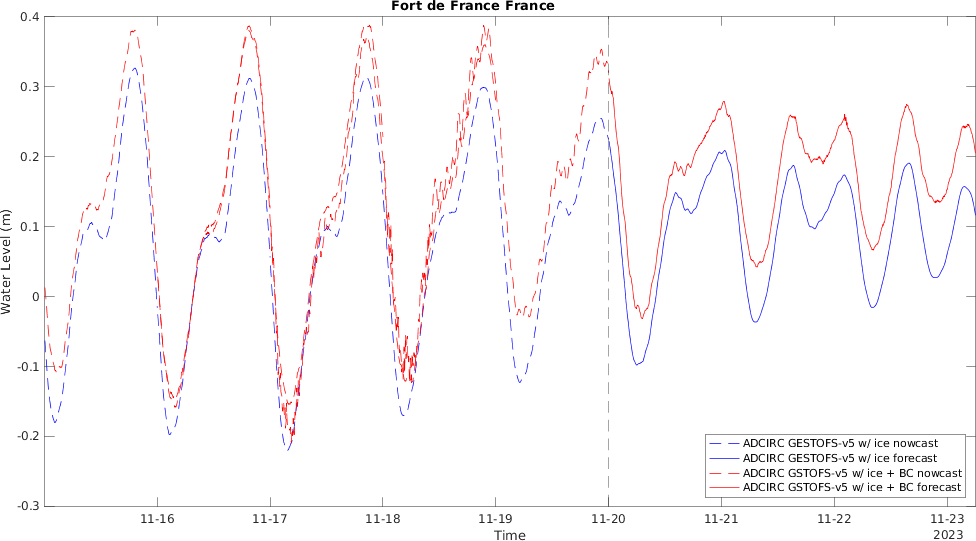 Fort de France France
0.4
0.3
0.2
0.1
0
-0.1
-0.2
-0.3
Water Level (m)
11-16
11-17
11-18
11-19
11-20
11-21
11-22
11-23
2023
Time
ADCIRC GESTOFS-v5 w/ ice nowcast
ADCIRC GESTOFS-v5 w/ ice forecast
ADCIRC GSTOFS-v5 w/ ice + BC nowcast
ADCIRC GSTOFS-v5 w/ ice + BC forecast